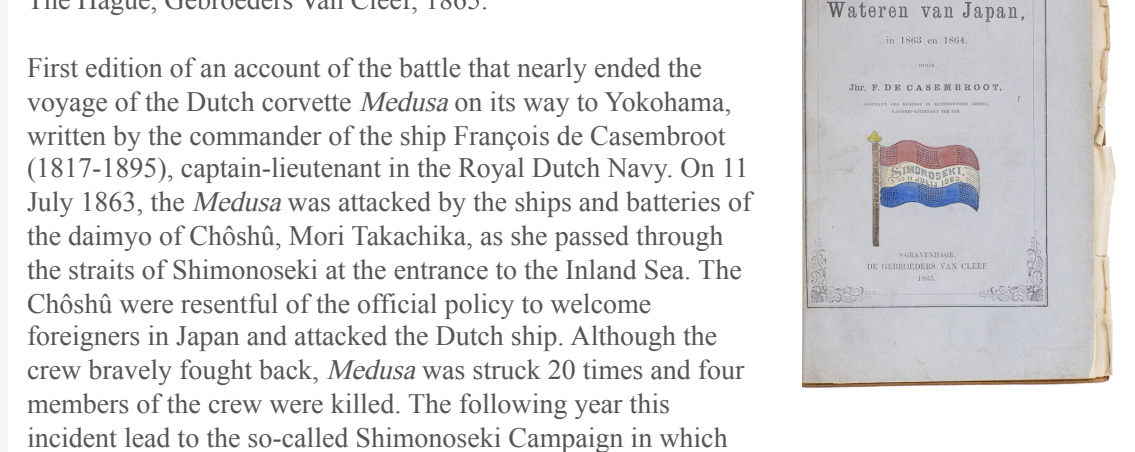 The Hague, Gebroeders Van Cleef, 1865.
First edition of an account of the battle that nearly ended the
voyage of the Dutch corvette Medusa on its way to Yokohama,
written by the commander of the ship François de Casembroot
(1817-1895), captain-lieutenant in the Royal Dutch Navy. On 11
July 1863, the Medusa was attacked by the ships and batteries of
the daimyo of Chôshû, Mori Takachika, as she passed through
the straits of Shimonoseki at the entrance to the Inland Sea. The
Chôshû were resentful of the official policy to welcome
foreigners in Japan and attacked the Dutch ship. Although the
crew bravely fought back, Medusa was struck 20 times and four
members of the crew were killed. The following year this
incident lead to the so-called Shimonoseki Campaign in which
Wateren van Japan,
in 1863 en 1864.
DOOR
Jhr. F. DE CASEMBROOT,
SIMONOSEKI,
11 JULIJ 1863.
'SGRAVENHAGE,
DE GEBROEDERS VAN CLEEF.
1865.